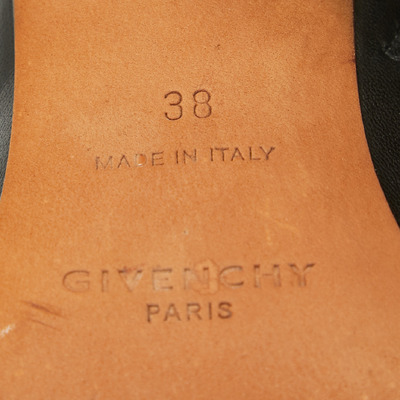 38
MADE IN ITALY
GIVENCHY
PARIS